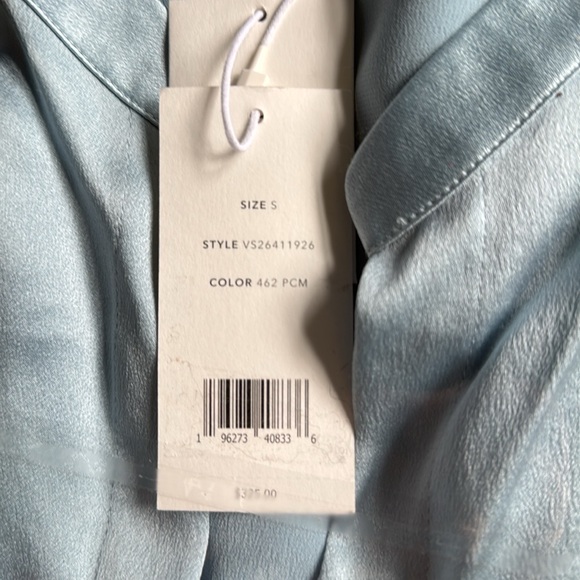 SIZE S
STYLE VS26411926
COLOR 462 PCM
1 96273 40833 6
$325.00